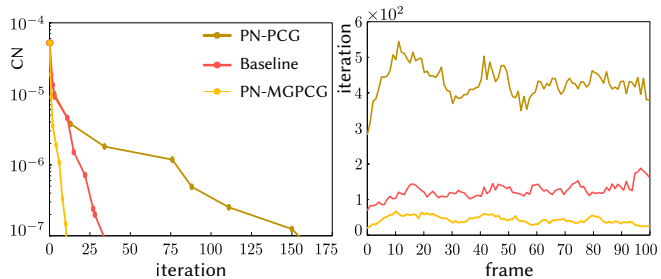 10⁻⁴
10⁻⁵
10⁻⁶
10⁻⁷
CN
0 25 50 75 100 125 150 175
iteration
PN-PCG
Baseline
PN-MGPCG
×10²
6
5
4
3
2
1
0
iteration
0 10 20 30 40 50 60 70 80 90 100
frame